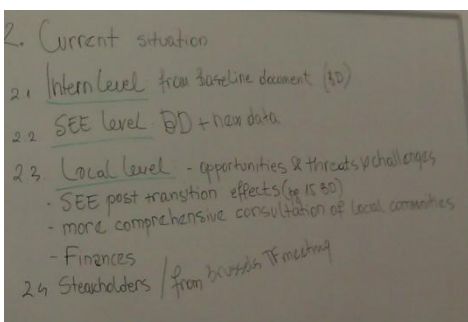 2. Current situation
2.1 Intern Level from Baseline document (BD)
2.2 SEE level BD + new data
2.3. Local level - opportunities & threats challenges
· SEE post transition effects (pg 15 BD)
- more comprehensive consultation of local
- Finances
2.4 Steackholders / from Brussels TF meeting